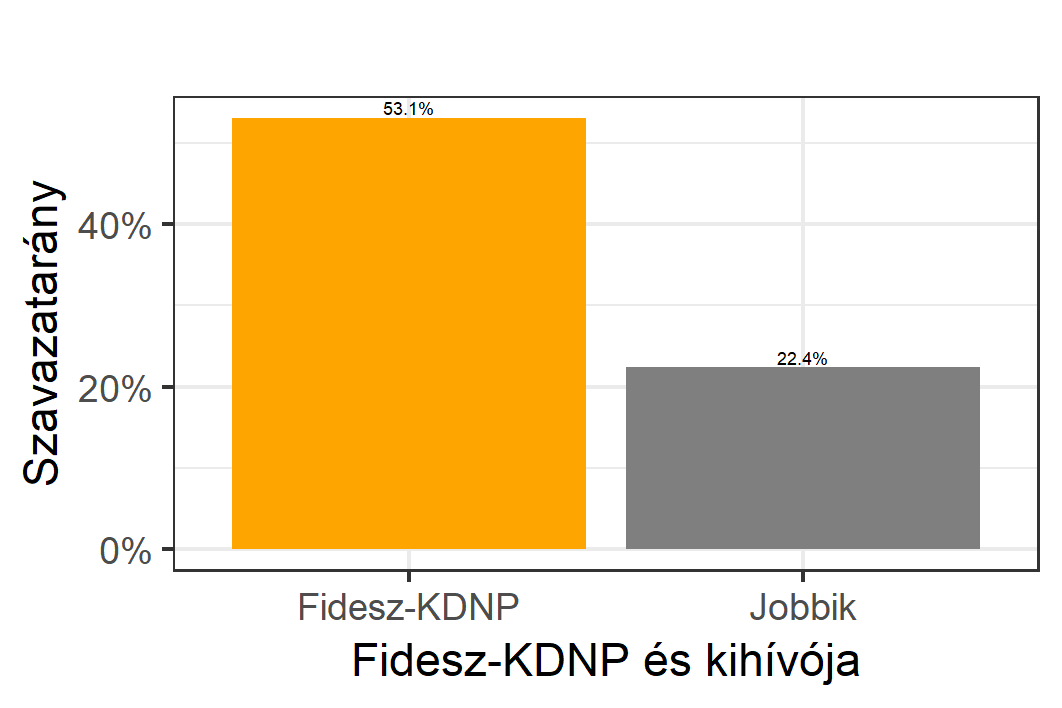 53.1%
22.4%
Szavazatarány
40%
20%
0%
Fidesz-KDNP
Jobbik
Fidesz-KDNP és kihívója